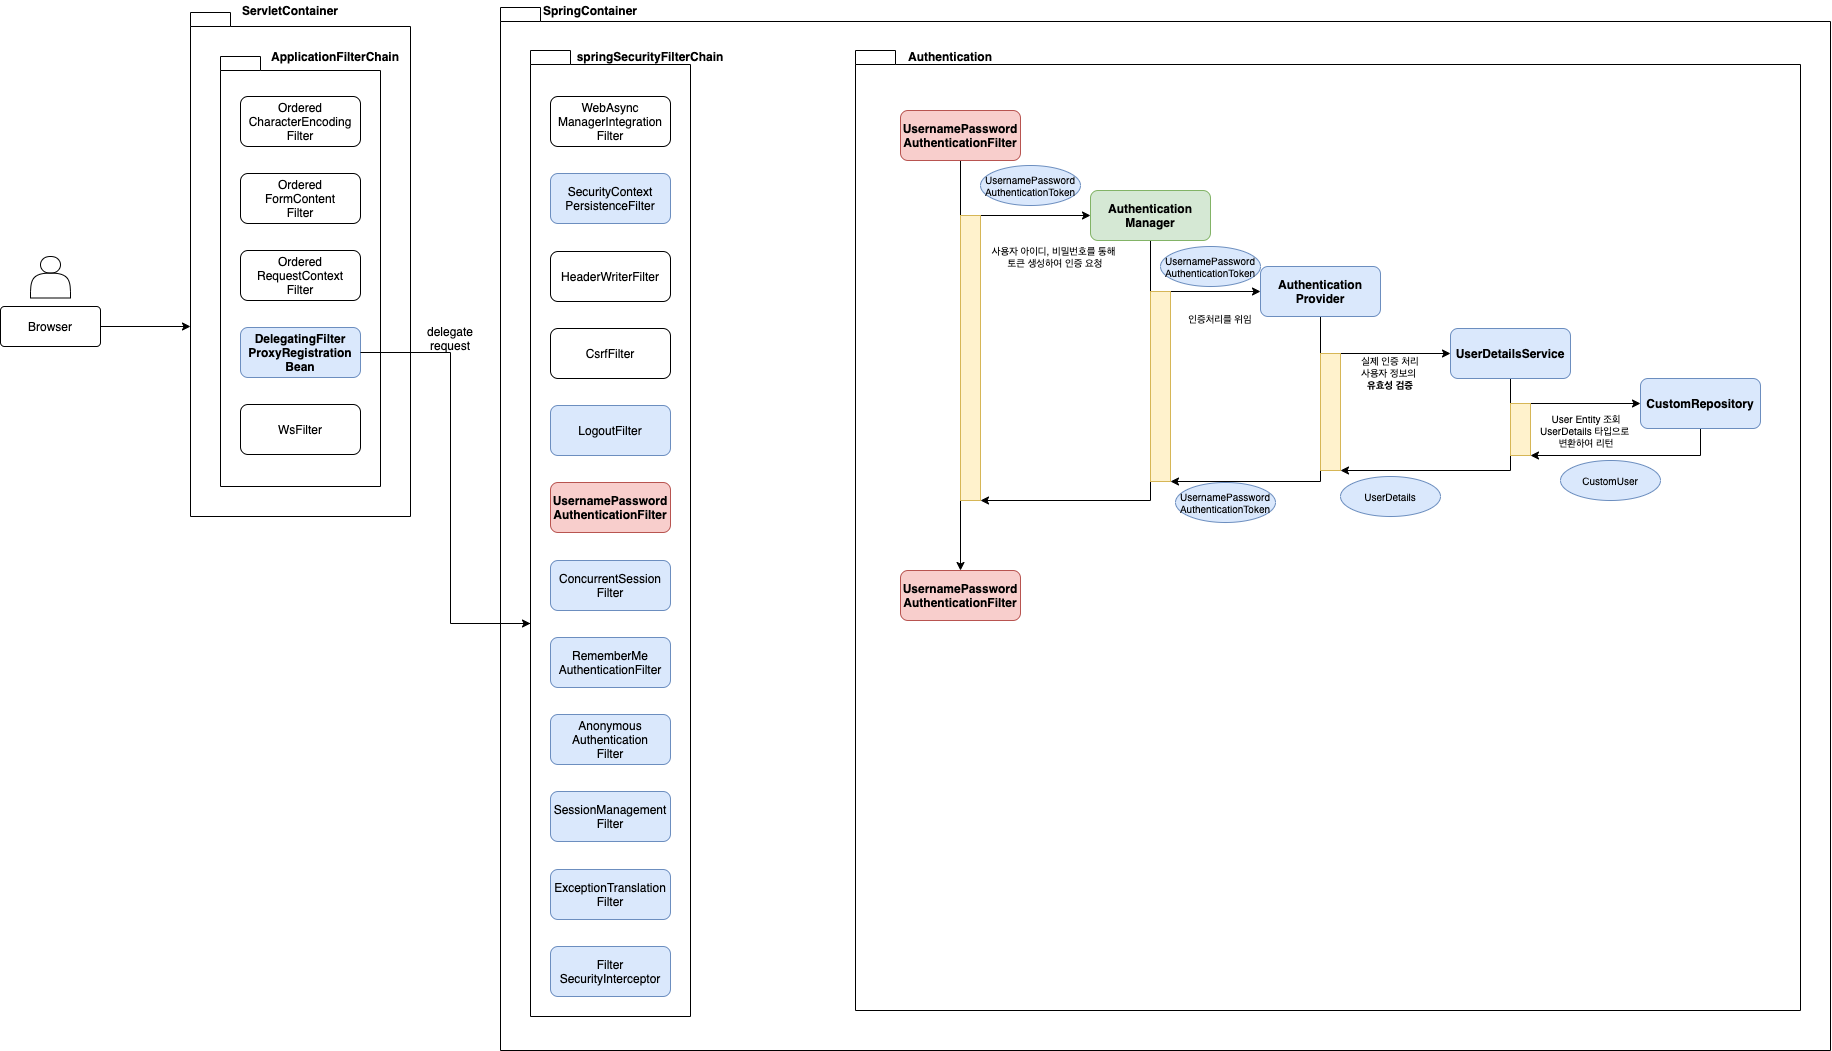 ServletContainer
ApplicationFilterChain
Ordered
CharacterEncoding
Filter
Ordered
FormContent
Filter
Ordered
RequestContext
Filter
DelegatingFilter
ProxyRegistration
Bean
WsFilter
Browser
delegate
request
SpringContainer
springSecurityFilterChain
WebAsync
ManagerIntegration
Filter
SecurityContext
PersistenceFilter
HeaderWriterFilter
CsrfFilter
LogoutFilter
UsernamePassword
AuthenticationFilter
ConcurrentSession
Filter
RememberMe
AuthenticationFilter
Anonymous
Authentication
Filter
SessionManagement
Filter
ExceptionTranslation
Filter
Filter
SecurityInterceptor
Authentication
UsernamePassword
AuthenticationFilter
UsernamePassword
AuthenticationToken
Authentication
Manager
사용자 아이디, 비밀번호를 통해
토큰 생성하여 인증 요청
UsernamePassword
AuthenticationToken
Authentication
Provider
인증처리를 위임
UserDetailsService
실제 인증 처리
사용자 정보의
유효성 검증
CustomRepository
User Entity 조회
UserDetails 타입으로
변환하여 리턴
CustomUser
UserDetails
UsernamePassword
AuthenticationToken
UsernamePassword
AuthenticationFilter